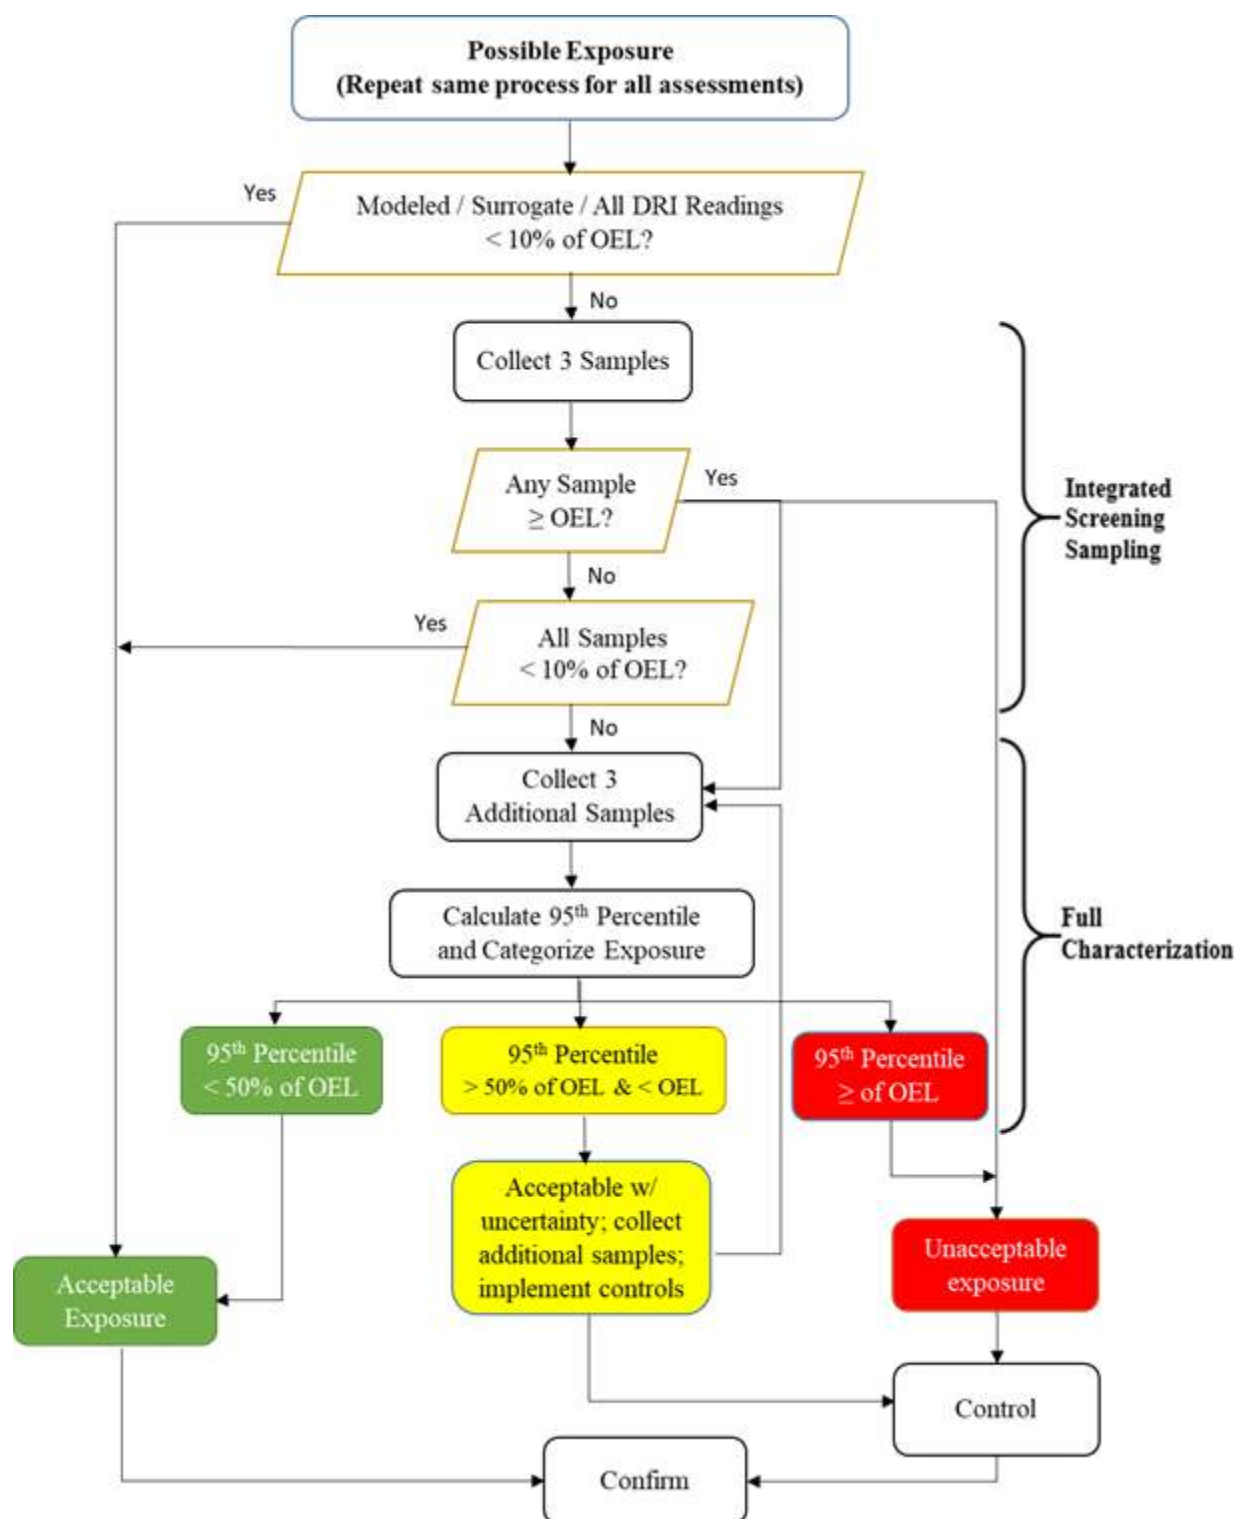 Possible Exposure
(Repeat same process for all assessments)
Yes
Modeled / Surrogate / All DRI Readings
< 10% of OEL?
No
Collect 3 Samples
Any Sample
≥ OEL?
Yes
Integrated
Screening
Sampling
No
Yes
All Samples
< 10% of OEL?
No
Collect 3
Additional Samples
Calculate 95th Percentile
and Categorize Exposure
Full
Characterization
95th Percentile
< 50% of OEL
95th Percentile
> 50% of OEL & < OEL
95th Percentile
≥ of OEL
Acceptable w/
uncertainty; collect
additional samples;
implement controls
Unacceptable
exposure
Acceptable
Exposure
Control
Confirm